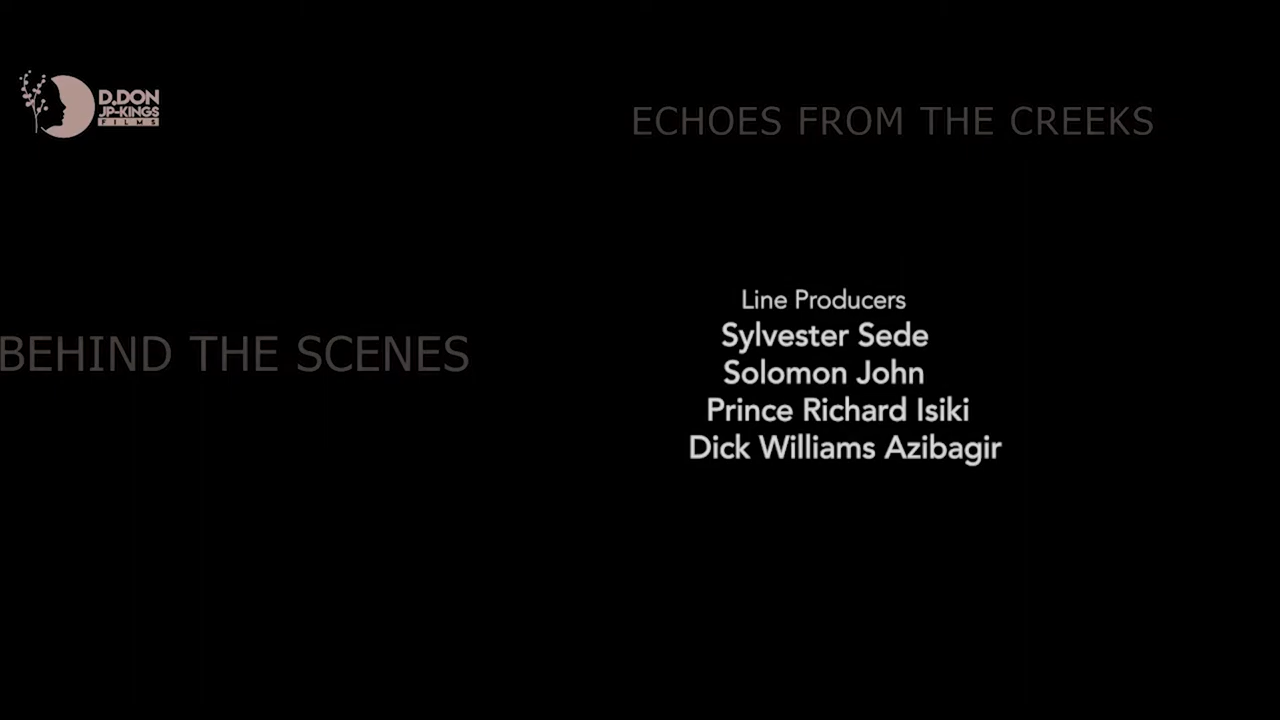 D.DON
JP-KINGS
FILMS
ECHOES FROM THE CREEKS
BEHIND THE SCENES
Line Producers
Sylvester Sede
Solomon John
Prince Richard Isiki
Dick Williams Azibagir